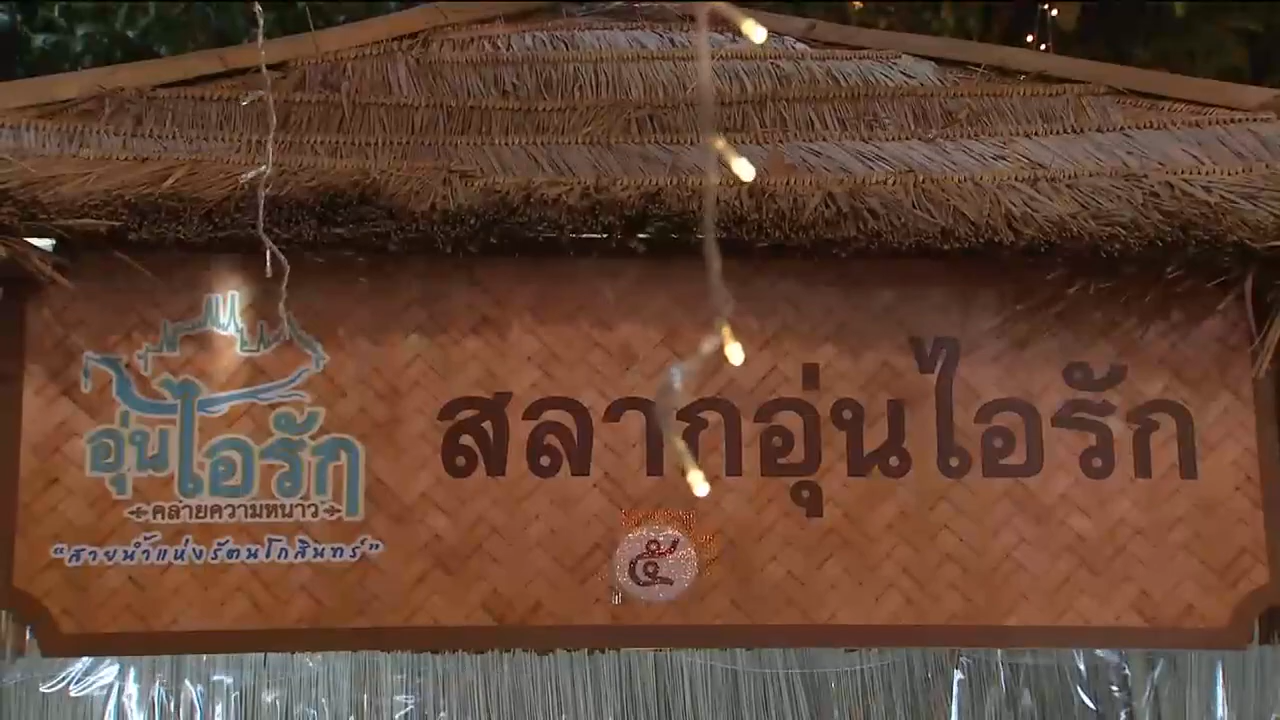 อุ่นไอรัก
คลายความหนาว
“สายน้ำแห่งรัตนโกสินทร์”
สลากอุ่นไอรัก
๕